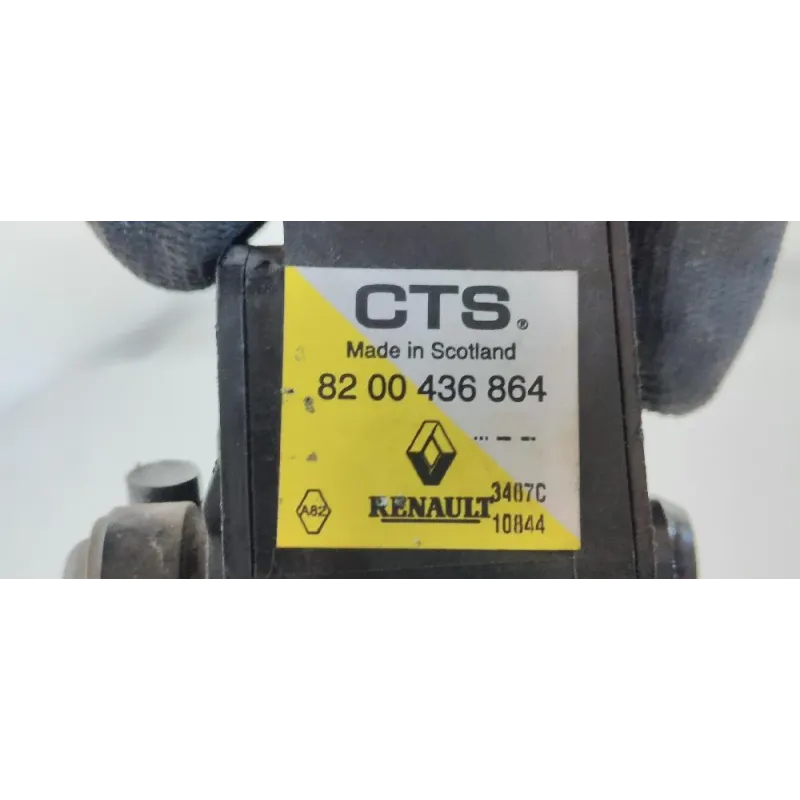 CTS®
Made in Scotland
82 00 436 864
RENAULT
3407C
A82
10844